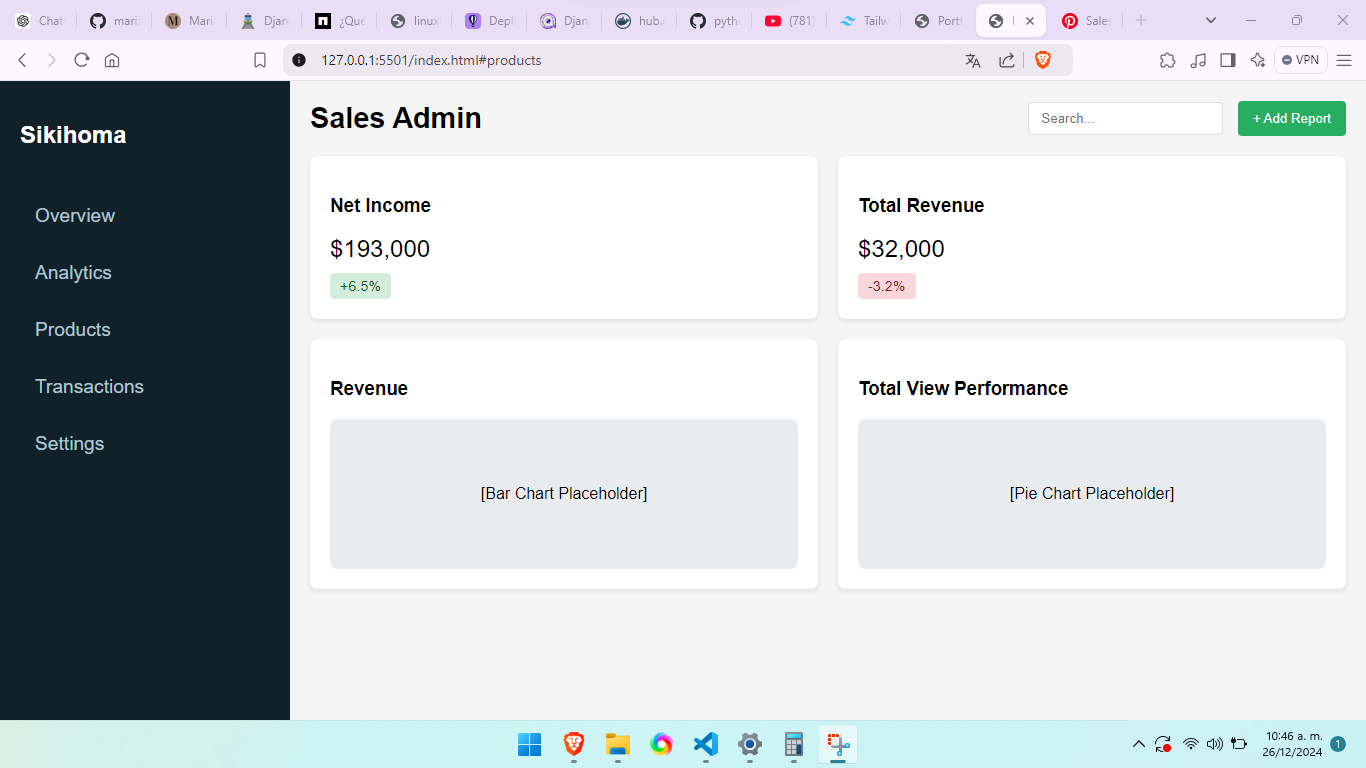 Chat
maria
Mari
Djan
¿Qué
linux
Depl
Djan
hub.
pyth
(781)
Tailw
Portf
Sales
127.0.0.1:5501/index.html#products
VPN
Sikihoma
Overview
Analytics
Products
Transactions
Settings
Sales Admin
Search...
+ Add Report
Net Income
$193,000
+6.5%
Total Revenue
$32,000
-3.2%
Revenue
[Bar Chart Placeholder]
Total View Performance
[Pie Chart Placeholder]
10:46 a. m.
26/12/2024
1